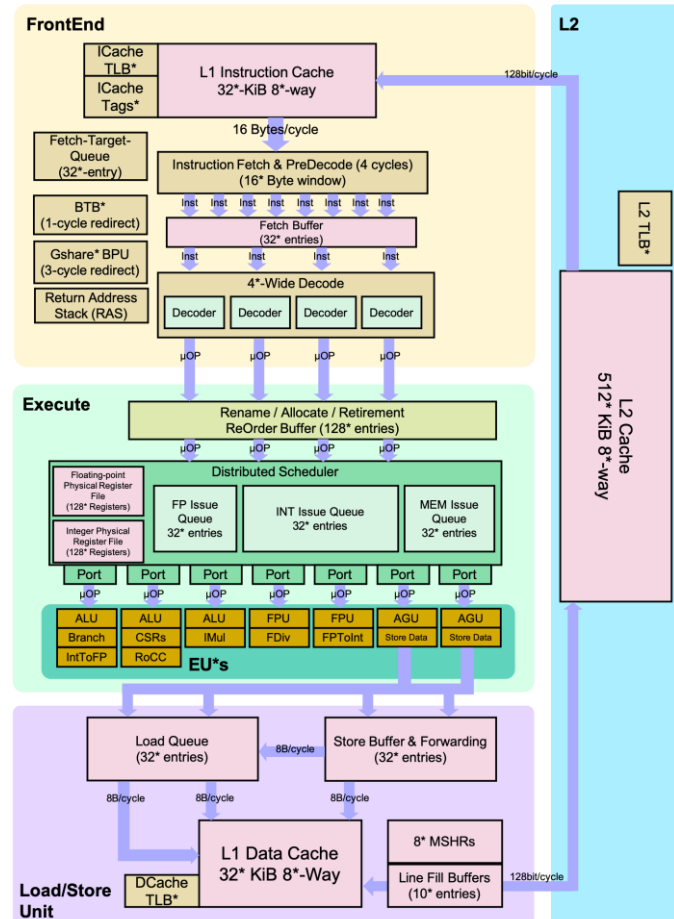 FrontEnd
L2
ICache
TLB*
ICache
Tags*
L1 Instruction Cache
32*-KiB 8*-way
128bit/cycle
16 Bytes/cycle
Fetch-Target-
Queue
(32*-entry)
Instruction Fetch & PreDecode (4 cycles)
(16* Byte window)
BTB*
(1-cycle redirect)
Inst Inst Inst Inst Inst Inst Inst Inst
Fetch Buffer
(32* entries)
L2 TLB*
Gshare* BPU
(3-cycle redirect)
Inst Inst Inst Inst
Return Address
Stack (RAS)
4*-Wide Decode
Decoder Decoder Decoder Decoder
µOP µOP µOP µOP
Execute
Rename / Allocate / Retirement
ReOrder Buffer (128* entries)
µOP µOP µOP µOP
L2 Cache
512* KiB 8*-way
Distributed Scheduler
Floating-point
Physical Register
File
(128* Registers)
Integer Physical
Register File
(128* Registers)
FP Issue
Queue
32* entries
INT Issue Queue
32* entries
MEM Issue
Queue
32* entries
Port Port Port Port Port Port Port
µOP µOP µOP µOP µOP µOP µOP
ALU ALU ALU FPU FPU AGU AGU
Branch CSRs IMul FDiv FPToInt Store Data Store Data
IntToFP RoCC
EU*s
Load Queue
(32* entries)
8B/cycle
Store Buffer & Forwarding
(32* entries)
8B/cycle 8B/cycle 8B/cycle
L1 Data Cache
32* KiB 8*-Way
8* MSHRs
Line Fill Buffers
(10* entries)
128bit/cycle
DCache
TLB*
Load/Store
Unit